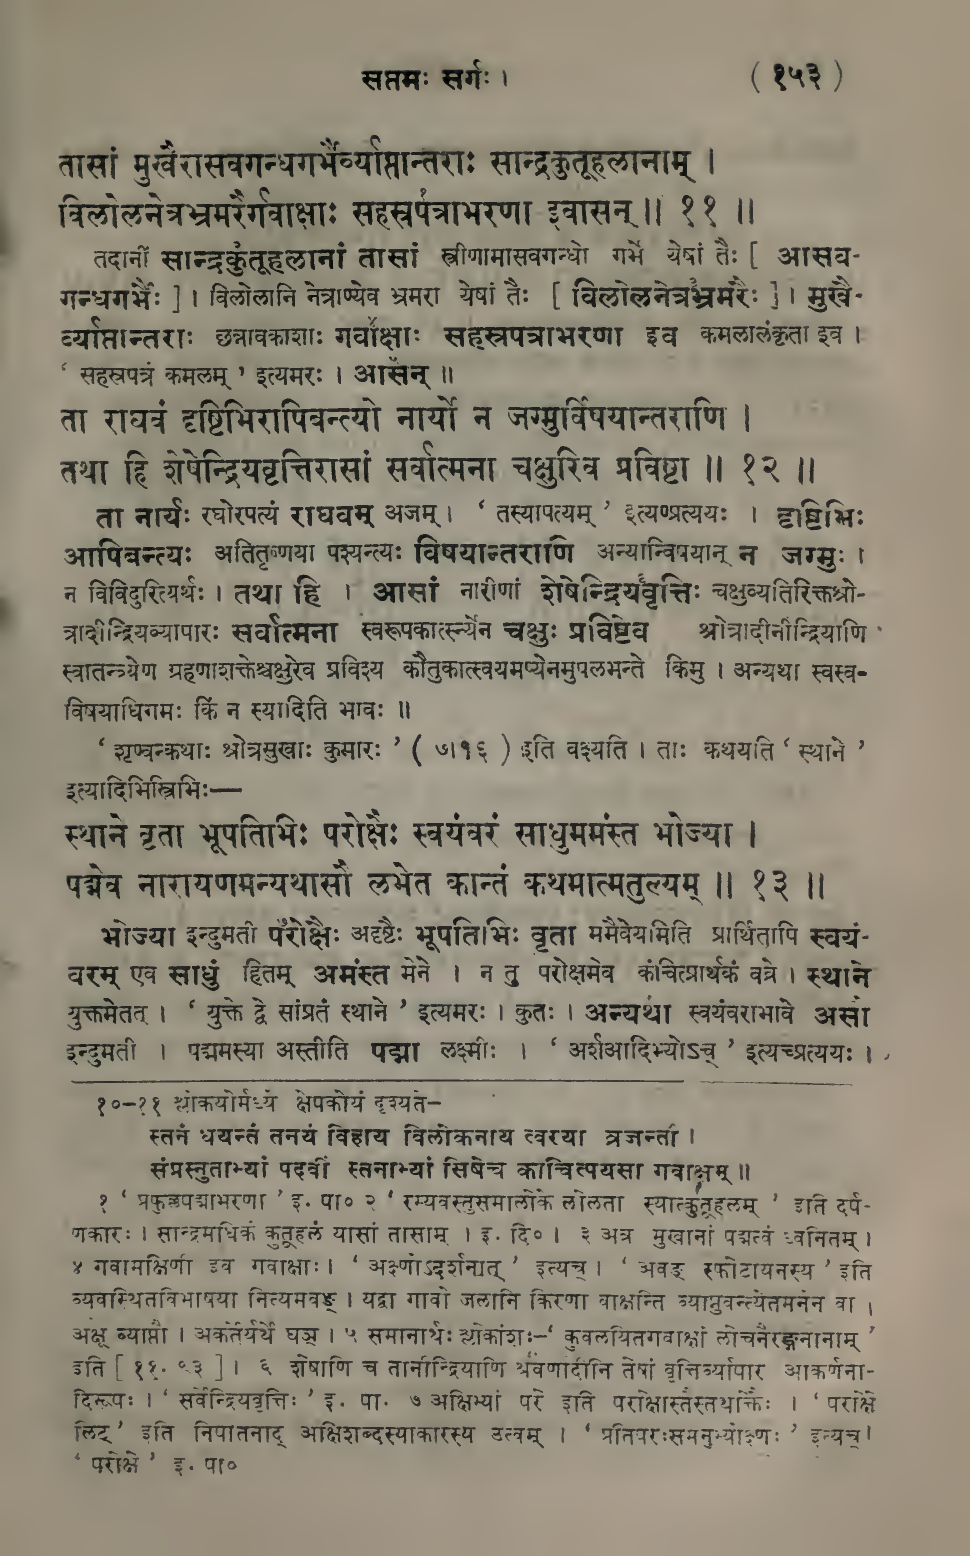 सप्तमः सर्गः ।
( १५३ )
तासां मुखैरासवगन्धगर्भैर्व्याप्तान्तराः सान्द्रकुतूहलानाम् ।
विलोलनेत्रभ्रमरैर्गवाक्षाः सहस्रपत्राभरणा इवासन् ॥ ११ ॥
तदानीं सान्द्रकुतूहलानां तासां स्त्रीणामासवगन्धो गर्भे येषां तैः [ आसव-
गन्धगर्भैः ] । विलोलानि नेत्राण्येव भ्रमरा येषां तैः [ विलोलनेत्रभ्रमरैः ] । मुखै-
र्व्याप्तान्तराः छन्नावकाशाः गवाक्षाः सहस्रपत्राभरणा इव कमलालंकृता इव ।
‘ सहस्रपत्रं कमलम् ’ इत्यमरः । आसन् ॥
ता राघवं दृष्टिभिरापिबन्त्यो नार्यो न जग्मुर्विषयान्तराणि ।
तथा हि शेषेन्द्रियवृत्तिरासां सर्वात्मना चक्षुरिव प्रविष्टा ॥ १२ ॥
ता नार्यः रघोरपत्यं राघवम् अजम् । ‘ तस्यापत्यम् ’ इत्यण्प्रत्ययः । दृष्टिभिः
आपिबन्त्यः अतितृष्णया पश्यन्त्यः विषयान्तराणि अन्यान्विषयान् न जग्मुः ।
न विविदुरित्यर्थः । तथा हि । आसां नारीणां शेषेन्द्रियवृत्तिः चक्षुर्व्यतिरिक्तश्रो-
त्रादीन्द्रियव्यापारः सर्वात्मना स्वरूपकार्त्स्न्येन चक्षुः प्रविष्टेव श्रोत्रादीनीन्द्रियाणि
स्वातन्त्र्येण ग्रहणाशक्तेश्चक्षुरेव प्रविश्य कौतुकात्स्वयमप्येनमुपलभन्ते किमु । अन्यथा स्वस्व-
विषयाधिगमः किं न स्यादिति भावः ॥
‘ शृण्वन्कथाः श्रोत्रसुखाः कुमारः ’ ( ७।१६ ) इति वक्ष्यति । ताः कथयति ‘ स्थाने ’
इत्यादिभिस्त्रिभिः—
स्थाने वृता भूपतिभिः परोक्षैः स्वयंवरं साधुममंस्त भोज्या ।
पद्मेव नारायणमन्यथासौ लभेत कान्तं कथमात्मतुल्यम् ॥ १३ ॥
भोज्या इन्दुमती परोक्षैः अदृष्टैः भूपतिभिः वृता ममैवेयमिति प्रार्थितापि स्वयं-
वरम् एव साधुं हितम् अमंस्त मेने । न तु परोक्षमेव कंचित्प्रार्थकं वव्रे । स्थाने
युक्तमेतत् । ‘ युक्ते द्वे सांप्रतं स्थाने ’ इत्यमरः । कुतः । अन्यथा स्वयंवराभावे असौ
इन्दुमती । पद्ममस्या अस्तीति पद्मा लक्ष्मीः । ‘ अर्शआदिभ्योऽच् ’ इत्यच्प्रत्ययः ।
१०-११ श्लोकयोर्मध्ये क्षेपकोयं दृश्यते-
स्तनं धयन्तं तनयं विहाय विलोकनाय त्वरया व्रजन्ती ।
संप्रस्नुताभ्यां पदवीं स्तनाभ्यां सिषेच काचित्पयसा गवाक्षम् ॥
१ ‘ प्रफुल्लपद्माभरणा ’ इ. पा० २ ‘ रम्यवस्तुसमालोके लोलता स्यात्कुतूहलम् ’ इति दर्प-
णकारः । सान्द्रमधिकं कुतूहलं यासां तासाम् । इ. दि० । ३ अत्र मुखानां पद्मत्वं ध्वनितम् ।
४ गवामक्षिणी इव गवाक्षाः । ‘ अक्ष्णोऽदर्शनात् ’ इत्यच् । ‘ अवङ् स्फोटायनस्य ’ इति
व्यवस्थितविभाषया नित्यमवङ् । यद्वा गावो जलानि किरणा वाक्षन्ति व्याप्नुवन्त्येतमनेन वा ।
अक्षू व्याप्तौ । अकर्तर्यर्थे घञ् । ५ समानार्थः श्लोकांशः-‘ कुवलयितगवाक्षां लोचनैरङ्गनानाम् ’
इति [ ११. ९३ ] । ६ शेषाणि च तानीन्द्रियाणि श्रवणादीनि तेषां वृत्तिर्व्यापार आकर्णना-
दिरूपः । ‘ सर्वेन्द्रियवृत्तिः ’ इ. पा. ७ अक्षिभ्यां परे इति परोक्षास्तैस्तथोक्तैः । ‘ परोक्षे
लिट् ’ इति निपातनाद् अक्षिशब्दस्याकारस्य उत्वम् । ‘ प्रतिपरःसमनुभ्योऽक्ष्णः ’ इत्यच् ।
‘ परोक्षे ’ इ. पा०